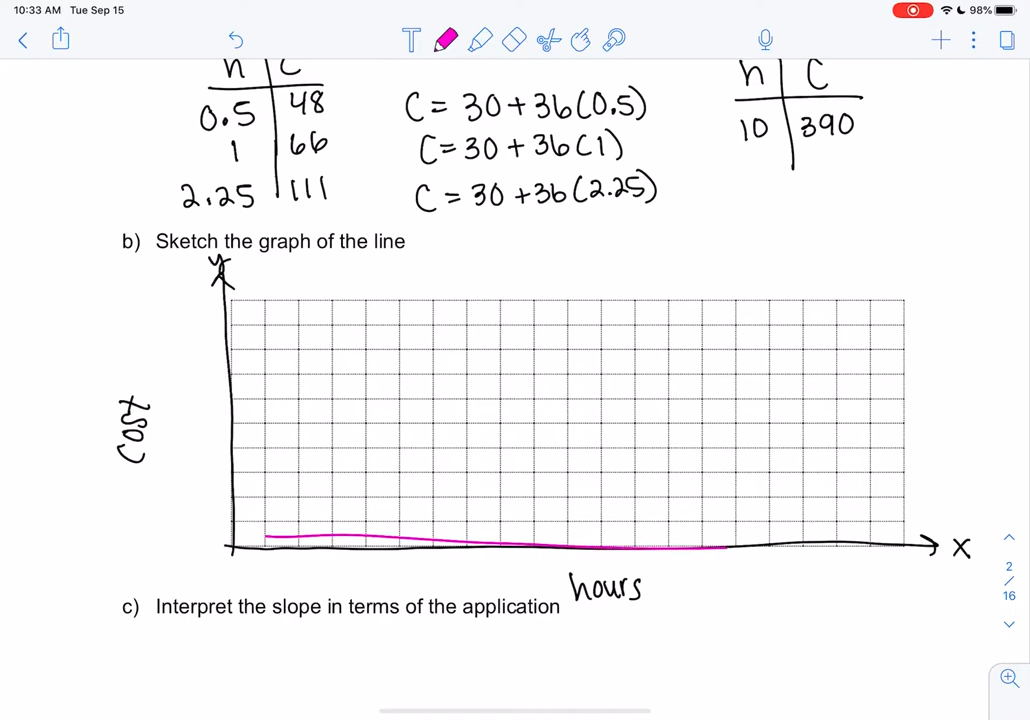 10:33 AM Tue Sep 15
98%
T
h C
0.5 48
1 66
2.25 111
C = 30 + 36(0.5)
C = 30 + 36(1)
C = 30 + 36(2.25)
h C
10 390
b) Sketch the graph of the line
y
Cost
x
hours
c) Interpret the slope in terms of the application
2
/
16